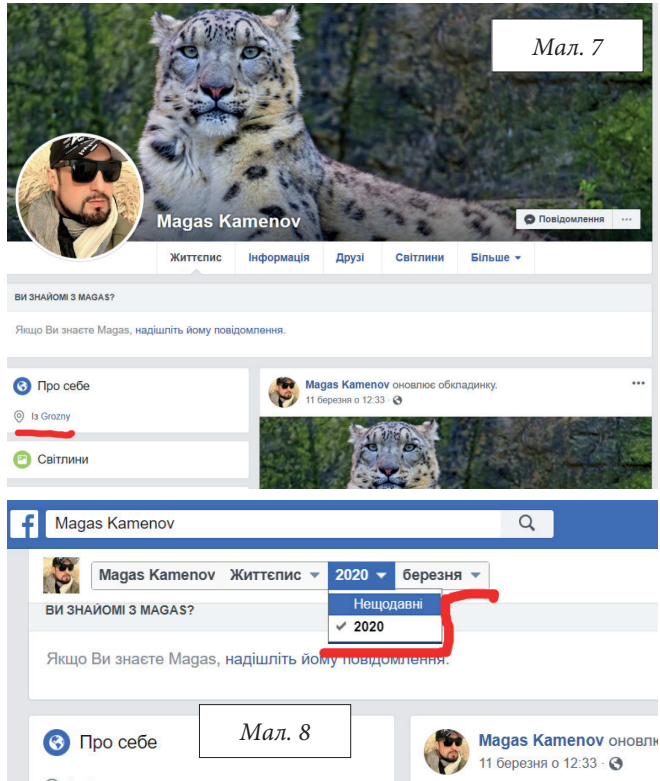 Мал. 7
Magas Kamenov
Повідомлення ...
Життєпис Інформація Друзі Світлини Більше
ВИ ЗНАЙОМІ З MAGAS?
Якщо Ви знаєте Magas, надішліть йому повідомлення.
Про себе
Із Grozny
Світлини
Magas Kamenov оновлює обкладинку.
11 березня о 12:33 ·
Magas Kamenov
Magas Kamenov Життєпис 2020 березня
Нещодавні
2020
ВИ ЗНАЙОМІ З MAGAS?
Якщо Ви знаєте Magas, надішліть йому повідомлення.
Мал. 8
Про себе
Magas Kamenov оновлю
11 березня о 12:33 ·